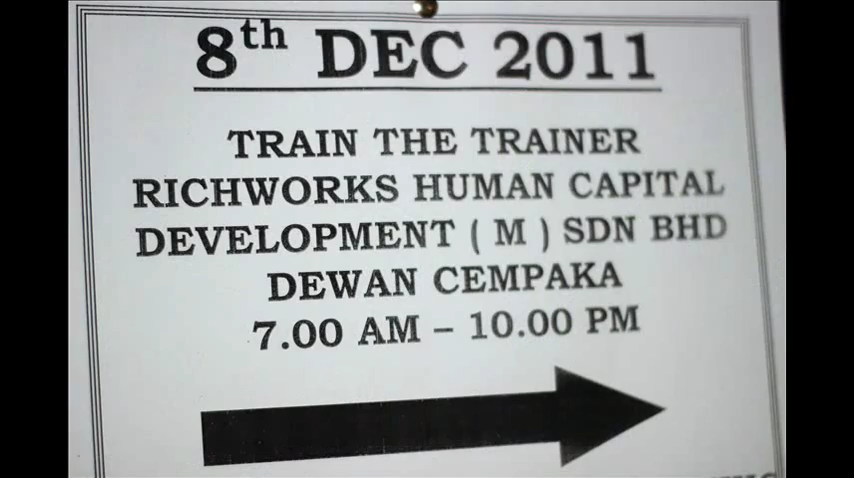 8th DEC 2011
TRAIN THE TRAINER
RICHWORKS HUMAN CAPITAL
DEVELOPMENT ( M ) SDN BHD
DEWAN CEMPAKA
7.00 AM – 10.00 PM